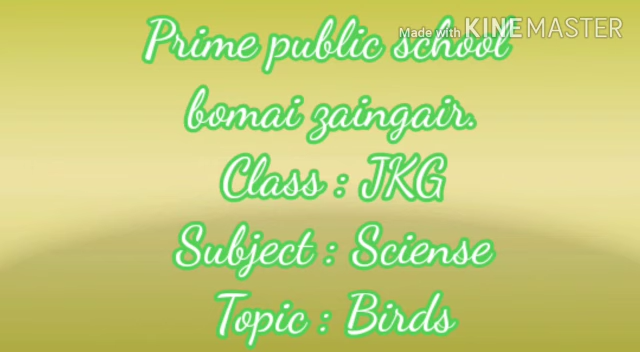 Made with KINEMASTER
Prime public school
bomai zaingair.
Class : JKG
Subject : Sciense
Topic : Birds